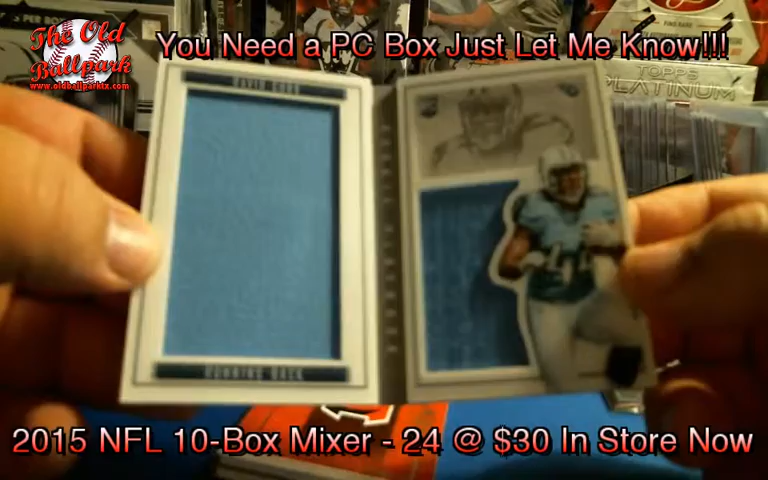 The Old
Ballpark
www.oldballparktx.com
You Need a PC Box Just Let Me Know!!!
TOPPS
PLATINUM
DAVID COBB
RUNNING BACK
44
2015 NFL 10-Box Mixer - 24 @ $30 In Store Now